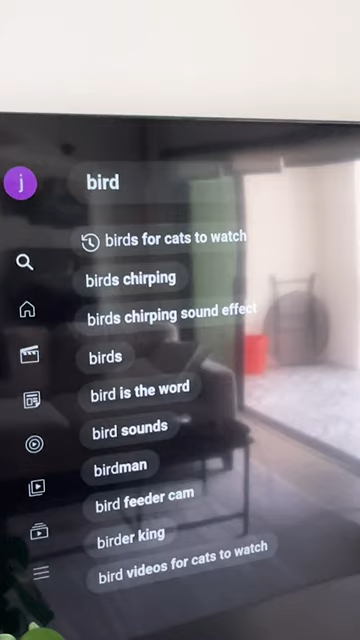 j
bird
birds for cats to watch
birds chirping
birds chirping sound effect
birds
bird is the word
bird sounds
birdman
bird feeder cam
birder king
bird videos for cats to watch